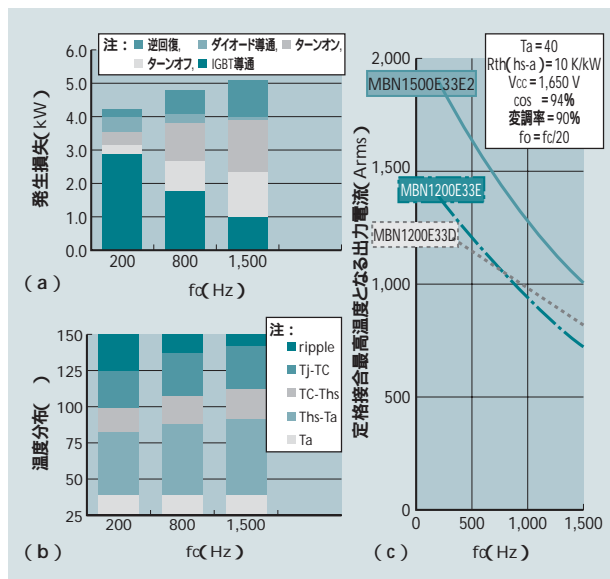 注：■逆回復, ■ダイオード導通, ■ターンオン,
□ターンオフ, ■IGBT導通
発生損失（kW）
6.0
5.0
4.0
3.0
2.0
1.0
0.0
200
800
1,500
fc（Hz）
（a）
注：
ripple
Tj-TC
TC-Ths
Ths-Ta
Ta
温度分布（ ）
150
125
100
75
50
25
200
800
1,500
fc（Hz）
（b）
Ta＝40
Rth（hs-a）＝10 K/kW
Vcc＝1,650 V
cos ＝94%
変調率＝90%
fo＝fc/20
MBN1500E33E2
MBN1200E33E
MBN1200E33D
定格接合最高温度となる出力電流（Arms）
2,000
1,500
1,000
500
0
0
500
1,000
1,500
fc（Hz）
（c）